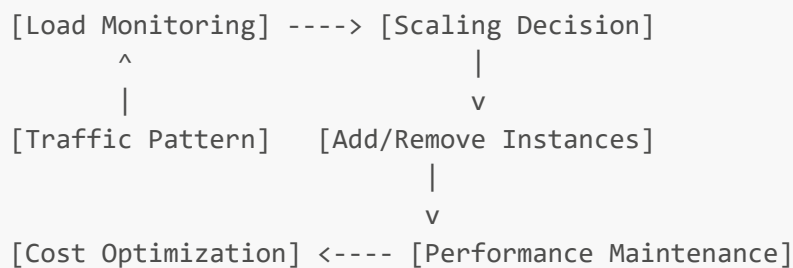 [Load Monitoring] ----> [Scaling Decision]
       ^                      |
       |                      v
[Traffic Pattern]   [Add/Remove Instances]
                           |
                           v
[Cost Optimization] <---- [Performance Maintenance]